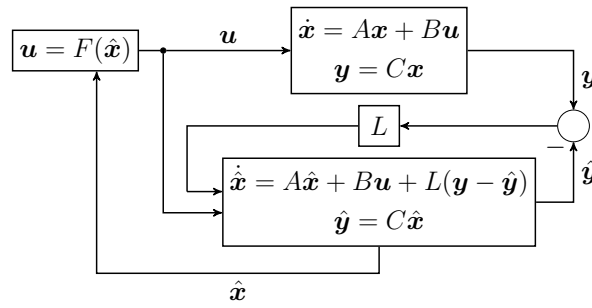 𝒖 = F(𝒙̂)
𝒖
𝒙̇ = A𝒙 + B𝒖
𝒚 = C𝒙
𝒚
L
−
𝒙̂̇ = A𝒙̂ + B𝒖 + L(𝒚 − 𝒚̂)
𝒚̂ = C𝒙̂
𝒚̂
𝒙̂